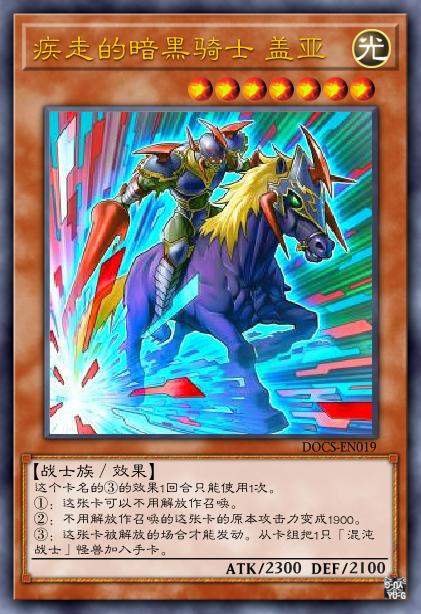 疾走的暗黑骑士 盖亚
光
DOCS-EN019
【战士族／效果】
这个卡名的③的效果1回合只能使用1次。
①：这张卡可以不用解放作召唤。
②：不用解放作召唤的这张卡的原本攻击力变成1900。
③：这张卡被解放的场合才能发动。从卡组把1只「混沌
战士」怪兽加入手卡。
ATK/2300 DEF/2100